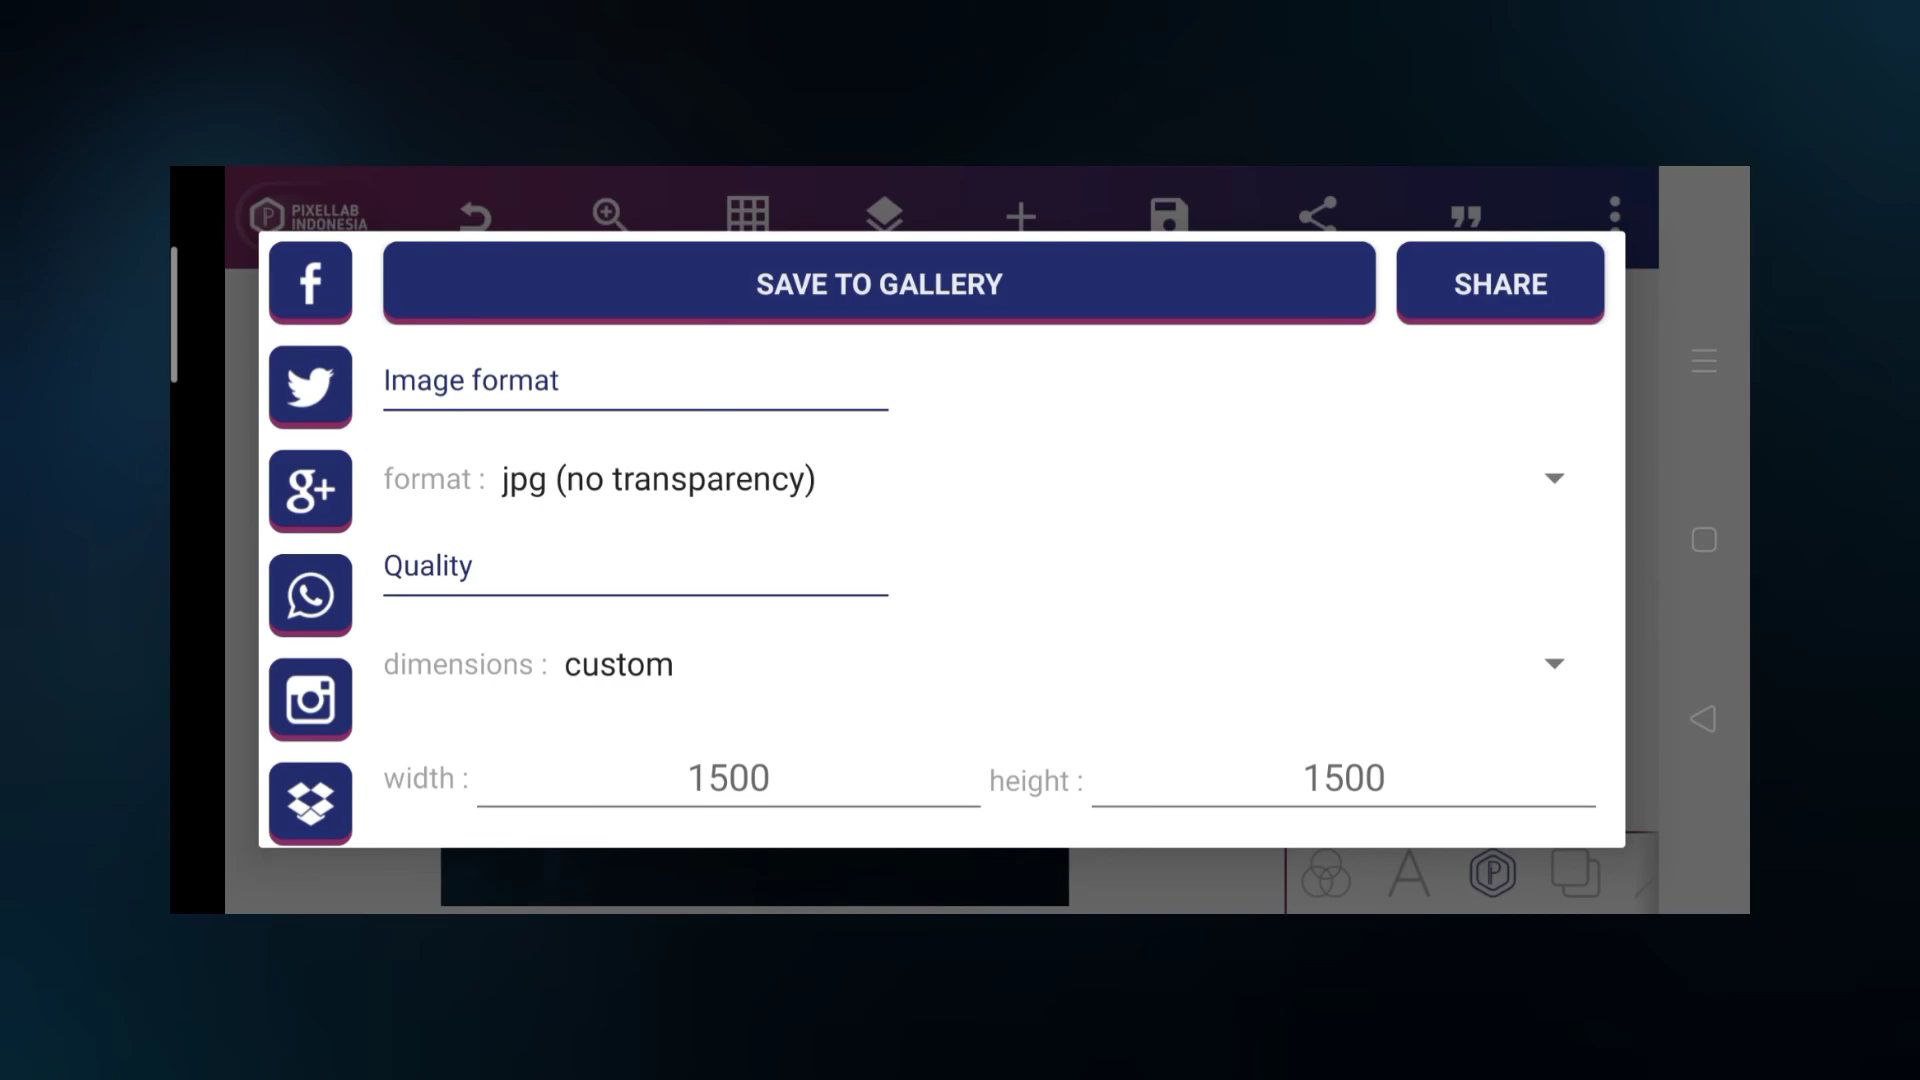 PIXELLAB
INDONESIA
SAVE TO GALLERY
SHARE
Image format
format : jpg (no transparency)
Quality
dimensions : custom
width : 1500 height : 1500